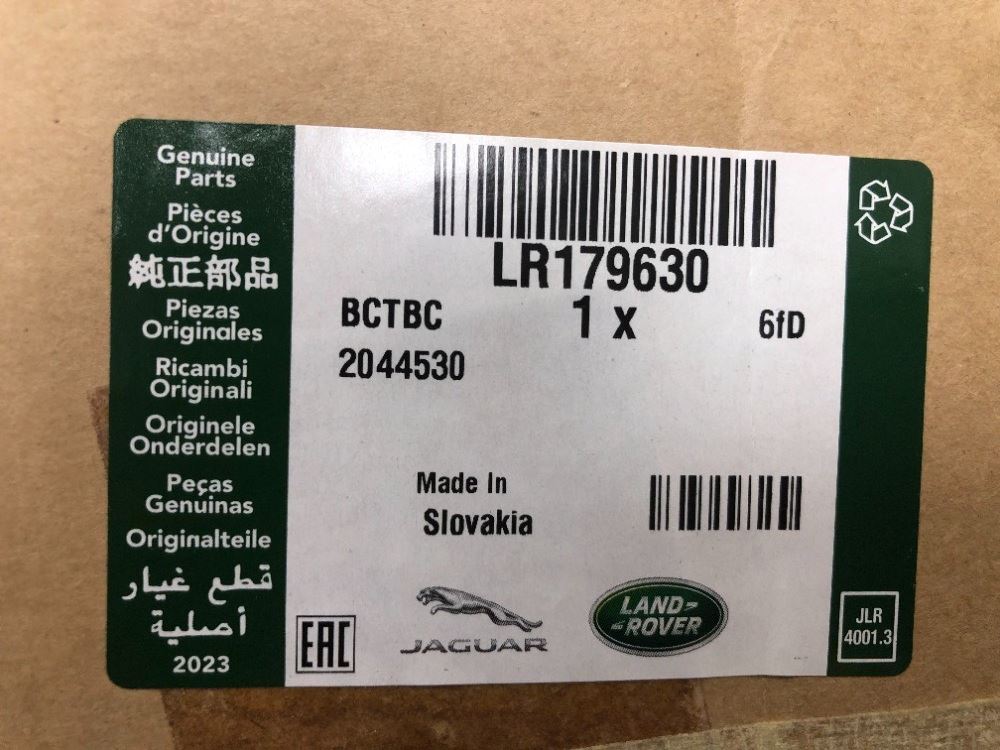 Genuine
Parts
Pièces
d'Origine
純正部品
Piezas
Originales
Ricambi
Originali
Originele
Onderdelen
Peças
Genuinas
Originalteile
قطع غيار
أصلية
2023
LR179630
BCTBC
1 x
6fD
2044530
Made In
Slovakia
EAC
JAGUAR
LAND-
ROVER
JLR
4001.3